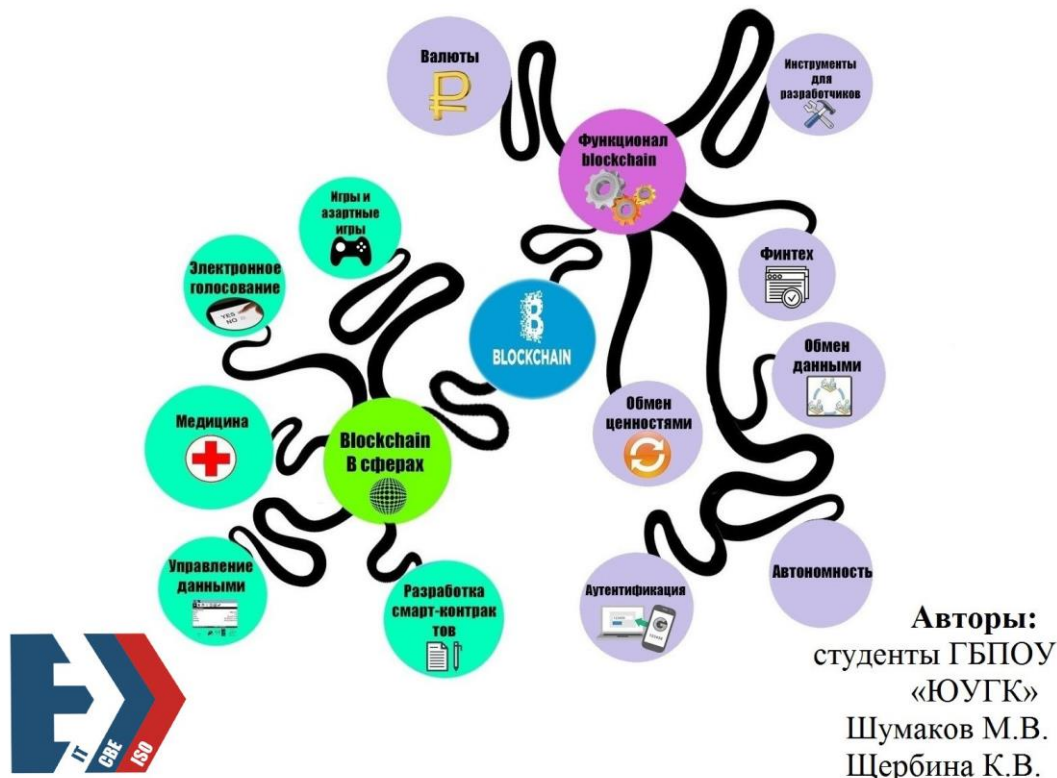 Валюты
Инструменты
для
разработчиков
Функционал
blockchain
Игры и
азартные
игры
Электронное
голосование
YES
NO
Финтех
BLOCKCHAIN
Обмен
данными
Обмен
ценностями
Медицина
Blockchain
В сферах
Управление
данными
Разработка
смарт-контрак
тов
Аутентификация
Автономность
IT
CBE
ISO
Авторы:
студенты ГБПОУ
«ЮУГК»
Шумаков М.В.
Щербина К.В.